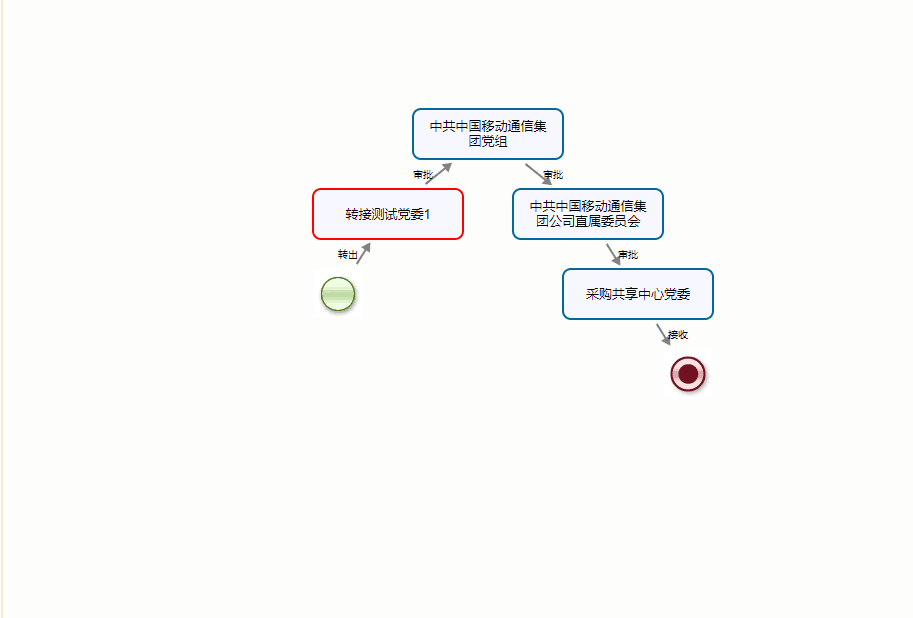 中共中国移动通信集
团党组
审批
审批
转接测试党委1
中共中国移动通信集
团公司直属委员会
转出
审批
采购共享中心党委
接收